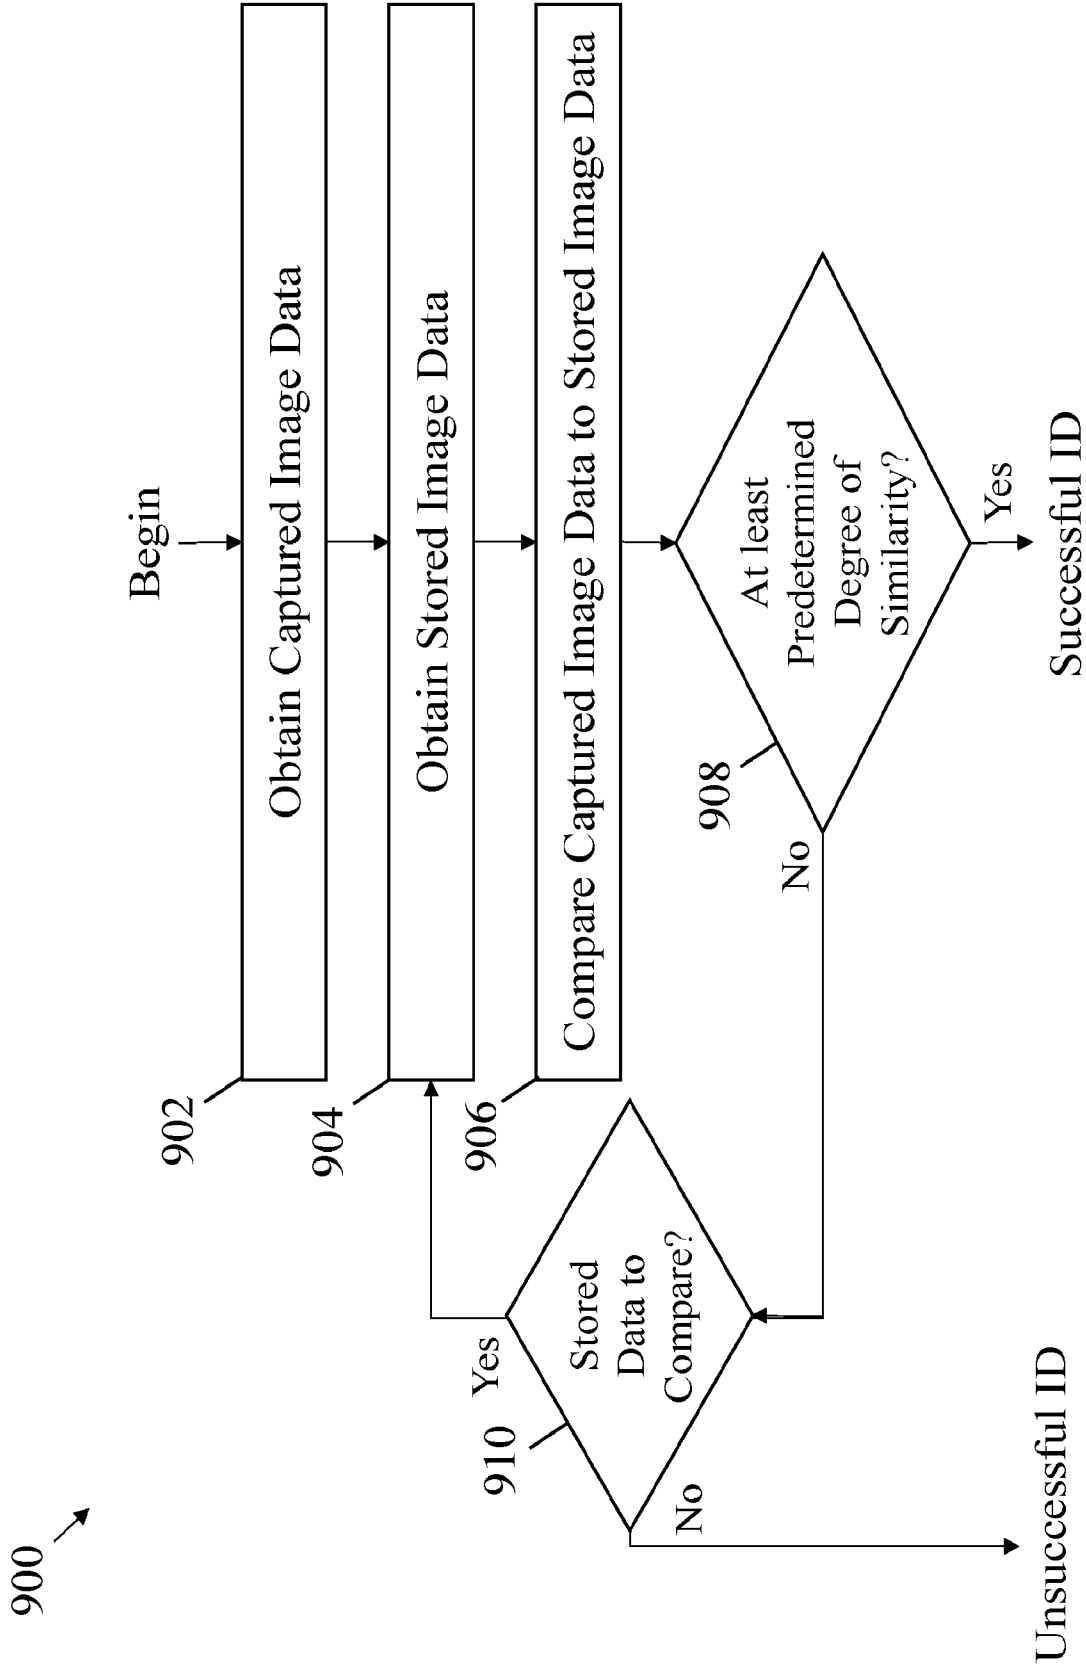 900
Begin
902
Obtain Captured Image Data
904
Obtain Stored Image Data
906
Compare Captured Image Data to Stored Image Data
908
At least
Predetermined
Degree of
Similarity?
No
Yes
Successful ID
910
Stored
Data to
Compare?
Yes
No
Unsuccessful ID